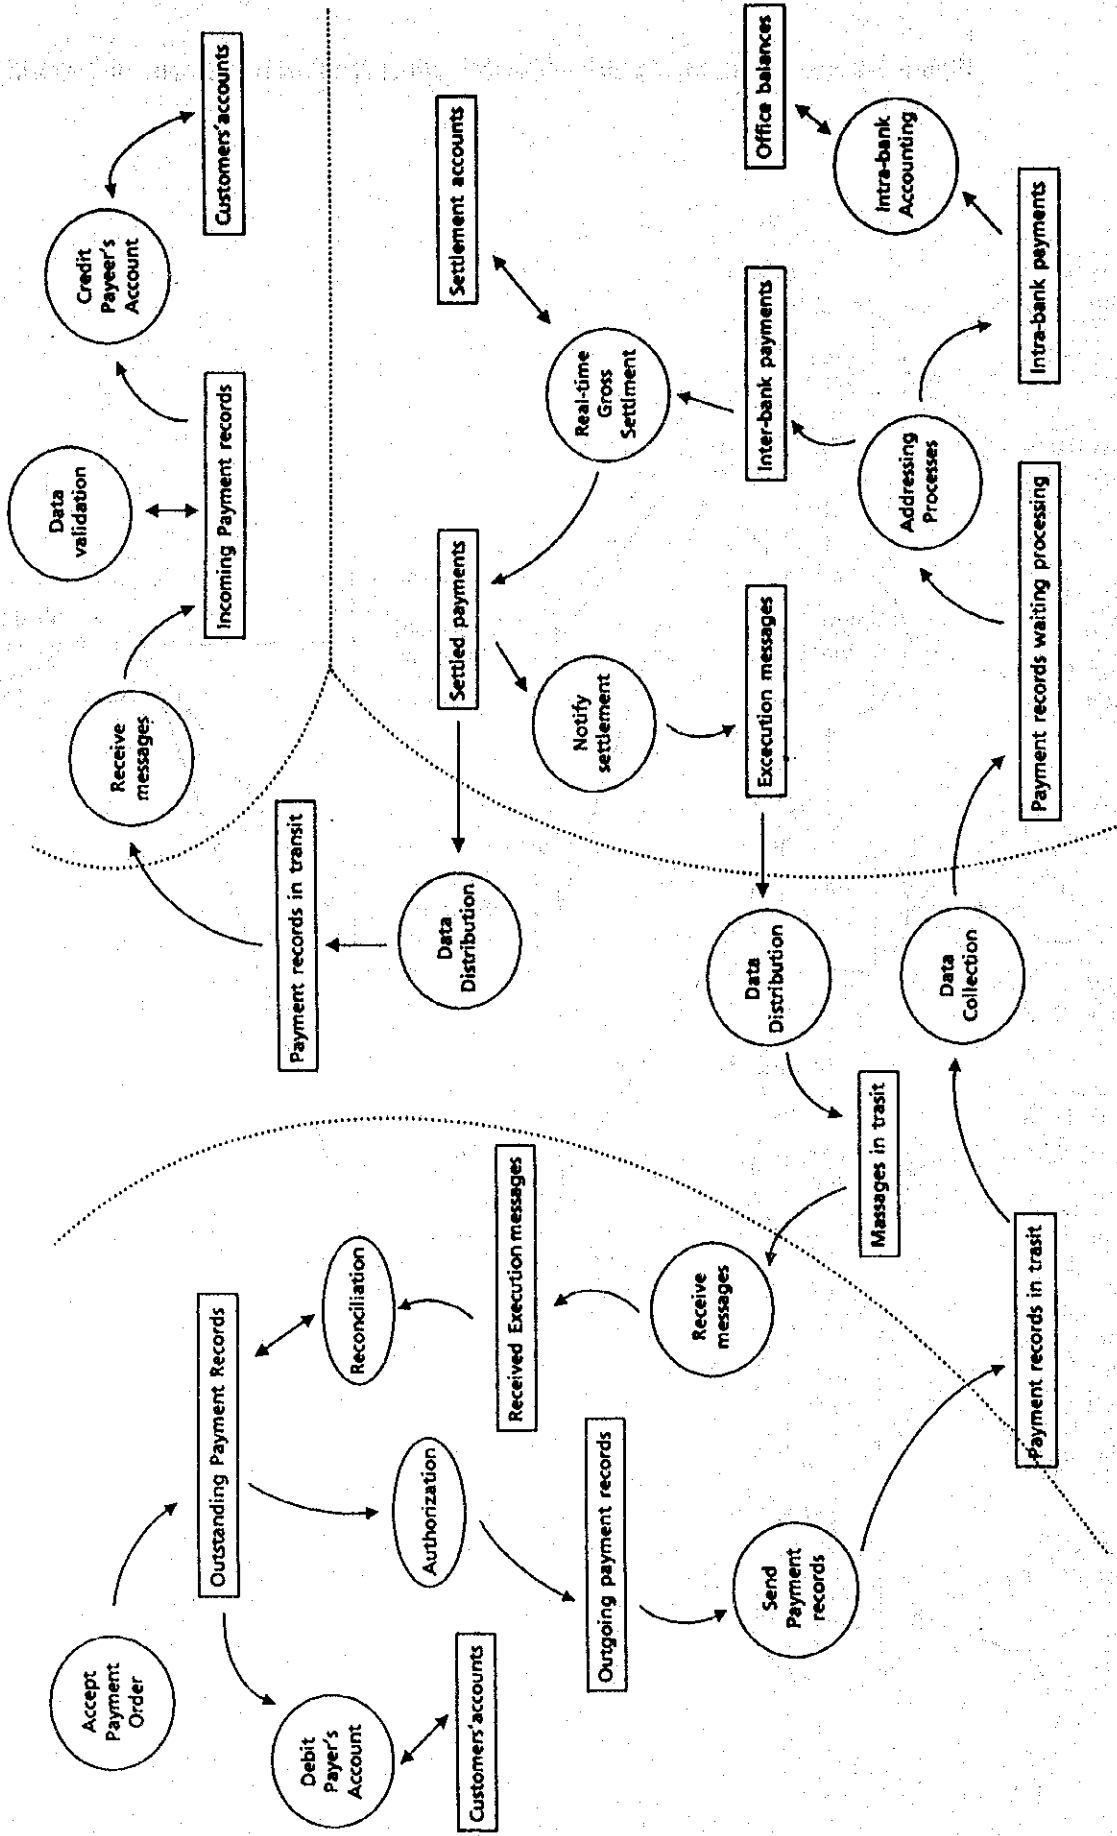 Accept
Payment
Order
Outstanding Payment Records
Debit
Payer's
Account
Customers'accounts
Authorization
Reconciliation
Received Execution messages
Outgoing payment records
Send
Payment
records
Receive
messages
Massages in trasit
Payment records in trasit
Payment records in transit
Data
Distribution
Data
Distribution
Data
Collection
Receive
messages
Data
validation
Incoming Payment records
Credit
Payeer's
Account
Customers'accounts
Settled payments
Settlement accounts
Notify
settlement
Real-time
Gross
Settlment
Excecution messages
Inter-bank payments
Office balances
Addressing
Processes
Intra-bank
Accounting
Payment records waiting processing
Intra-bank payments